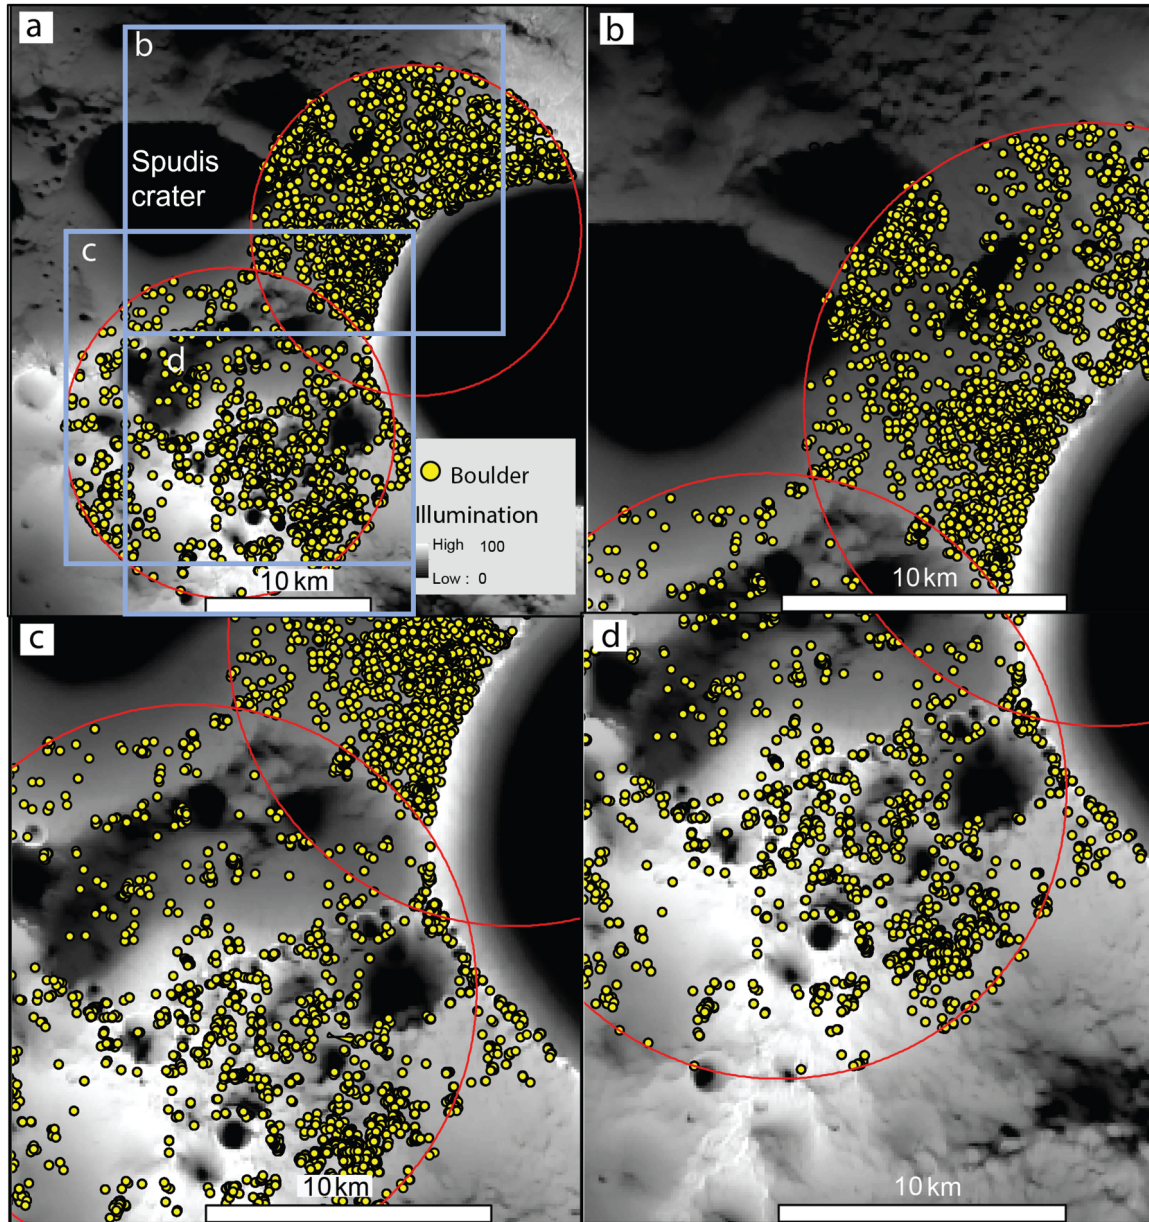 a
b
b
Spudis
crater
c
d
Boulder
Illumination
High 100
Low : 0
10 km
10 km
c
d
10 km
10 km